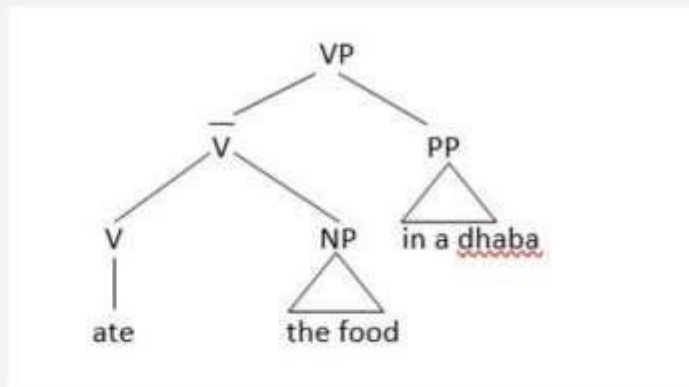 VP
V̅ PP
V NP in a dhaba
ate the food